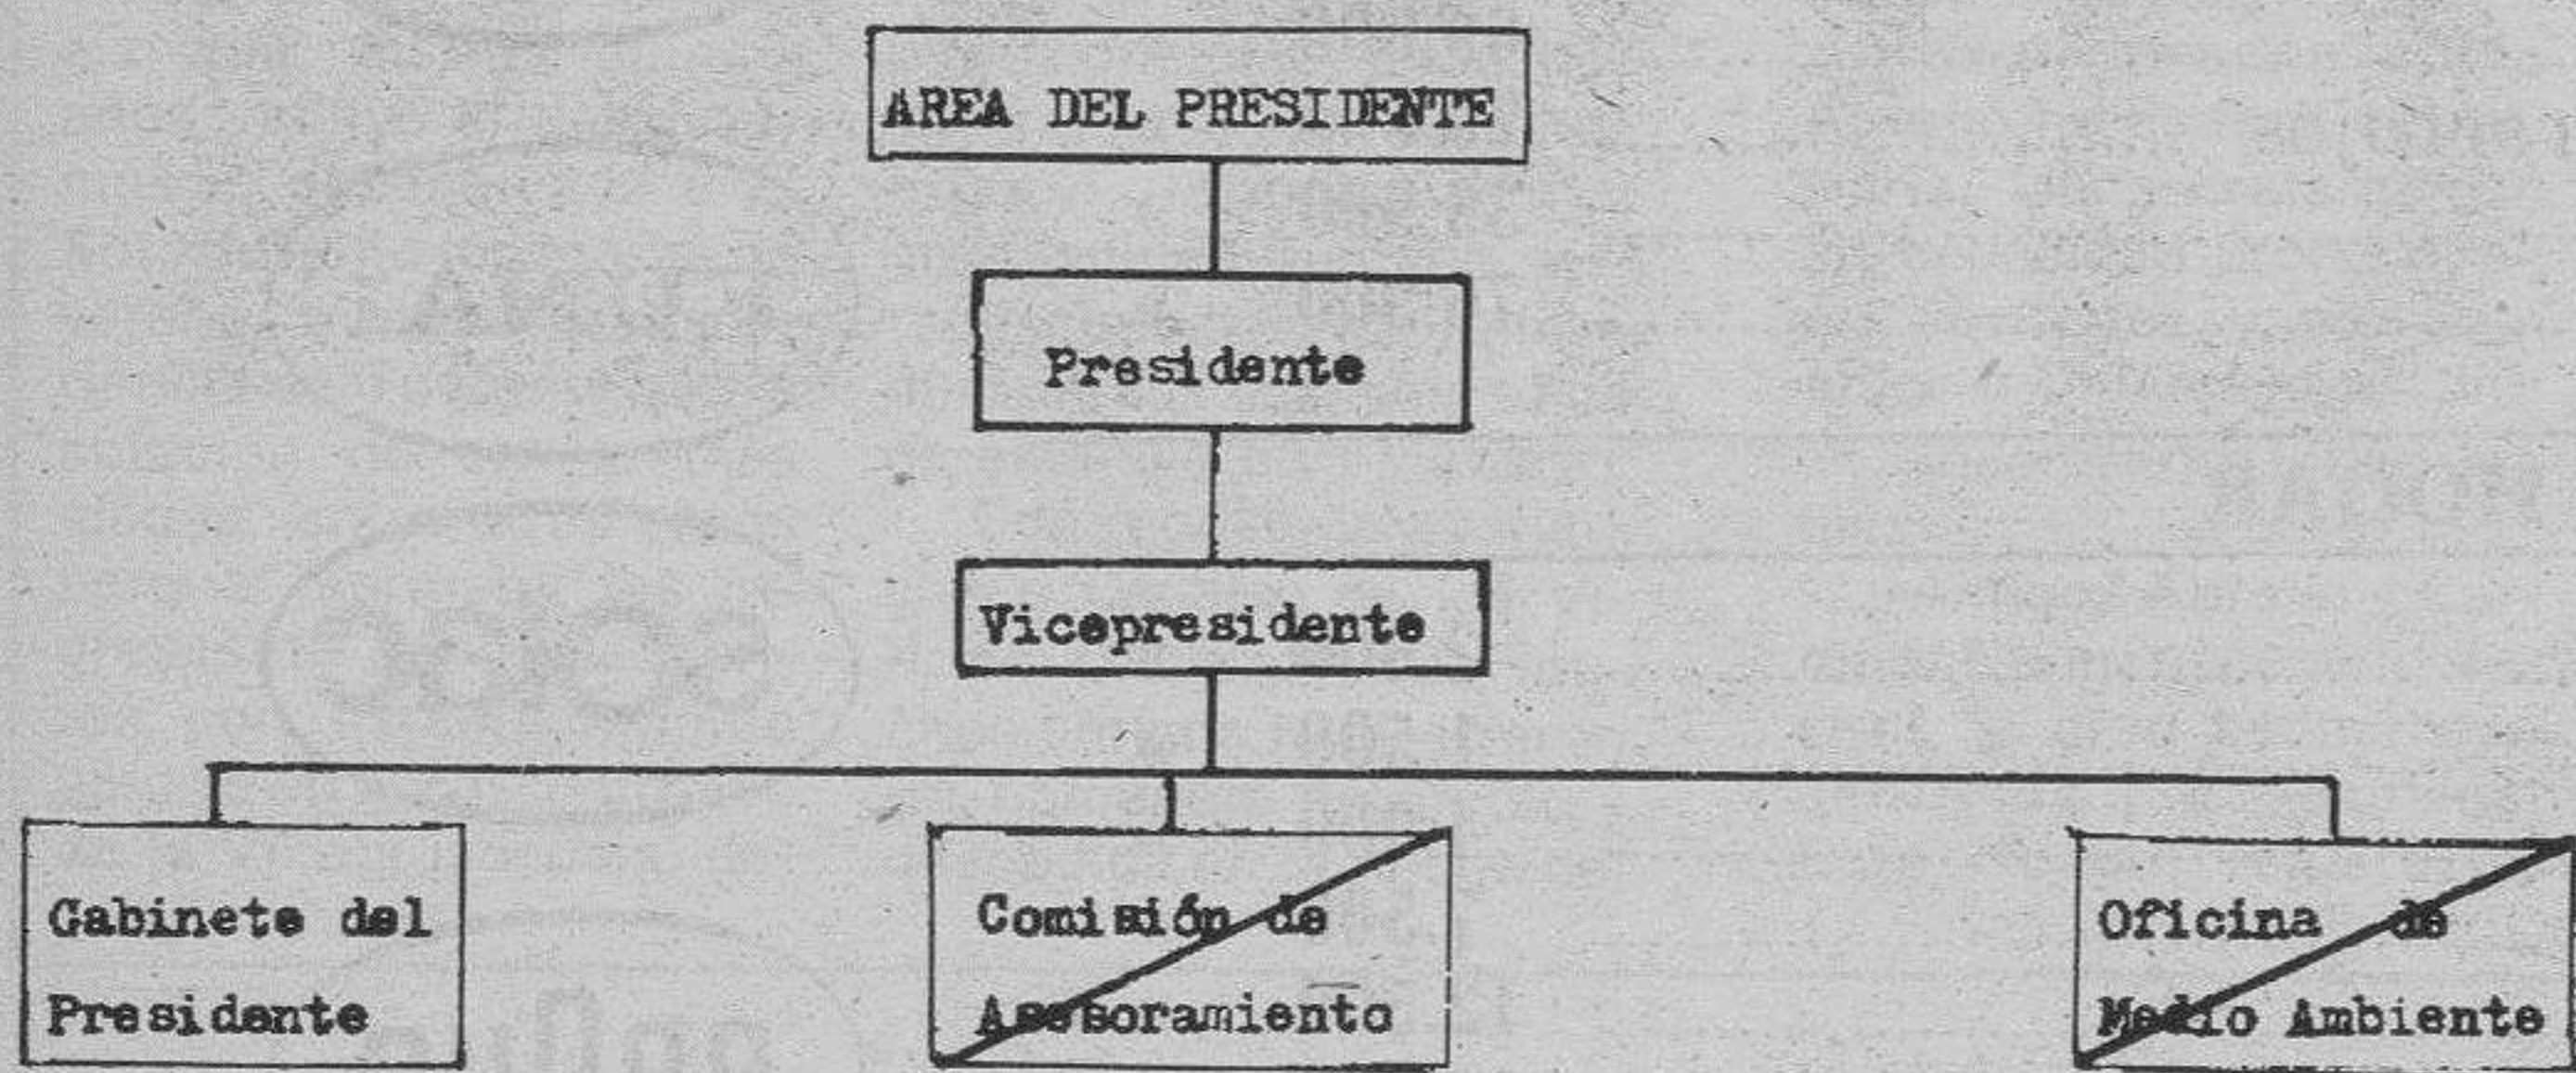 AREA DEL PRESIDENTE
Presidente
Vicepresidente
Gabinete del
Presidente
Comisión de
Asesoramiento
Oficina de
Medio Ambiente